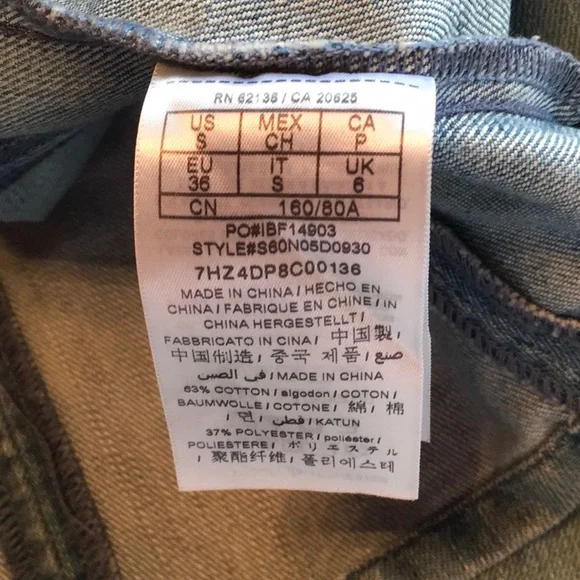 RN 62136 / CA 20625
US MEX CA
S CH P
EU IT UK
36 S 6
CN 160/80A
PO#IBF14903
STYLE#S60N05D0930
7HZ4DP8C00136
MADE IN CHINA / HECHO EN
CHINA / FABRIQUE EN CHINE / IN
CHINA HERGESTELLT /
FABBRICATO IN CINA / 中国製 /
中国制造 / 중국 제품 / صنع
في الصين / MADE IN CHINA
63% COTTON / algodon / COTON /
BAUMWOLLE / COTONE / 綿 / 棉
/ 면 / قطن / KATUN
37% POLYESTER / poliéster /
POLIESTERE / ポリエステル
/ 聚酯纤维 / 폴리에스테